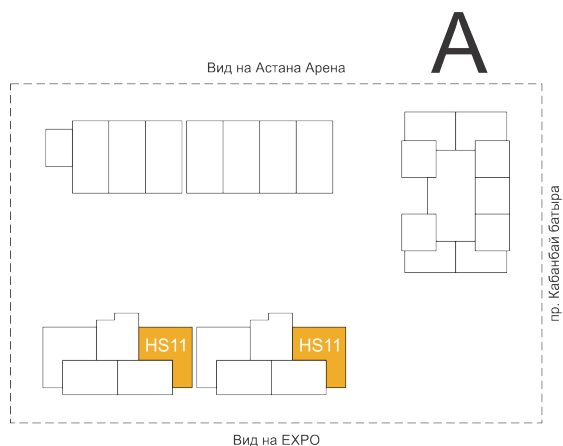 А
Вид на Астана Арена
пр. Кабанбай батыра
HS11
HS11
Вид на EXPO